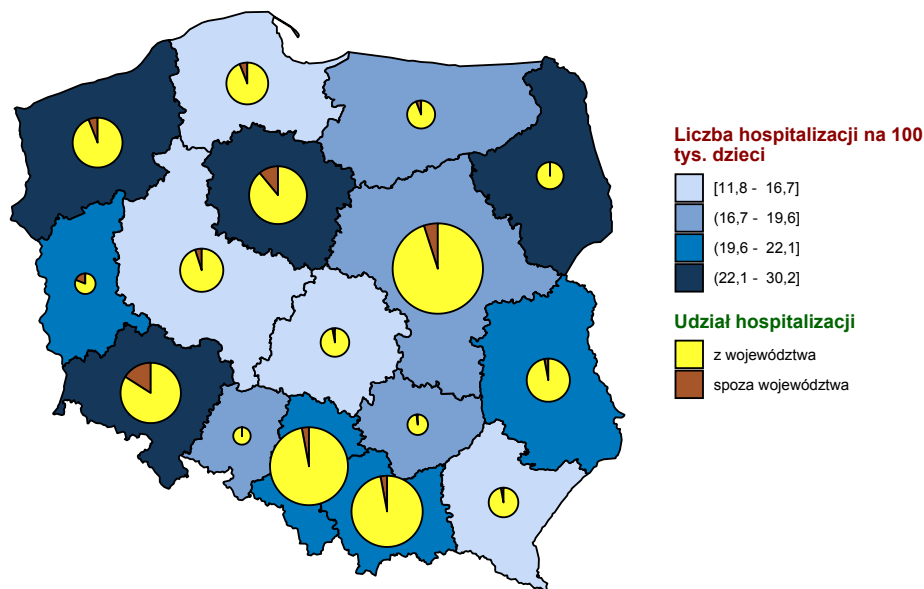 Liczba hospitalizacji na 100
tys. dzieci
[11,8 - 16,7]
(16,7 - 19,6]
(19,6 - 22,1]
(22,1 - 30,2]
Udział hospitalizacji
z województwa
spoza województwa